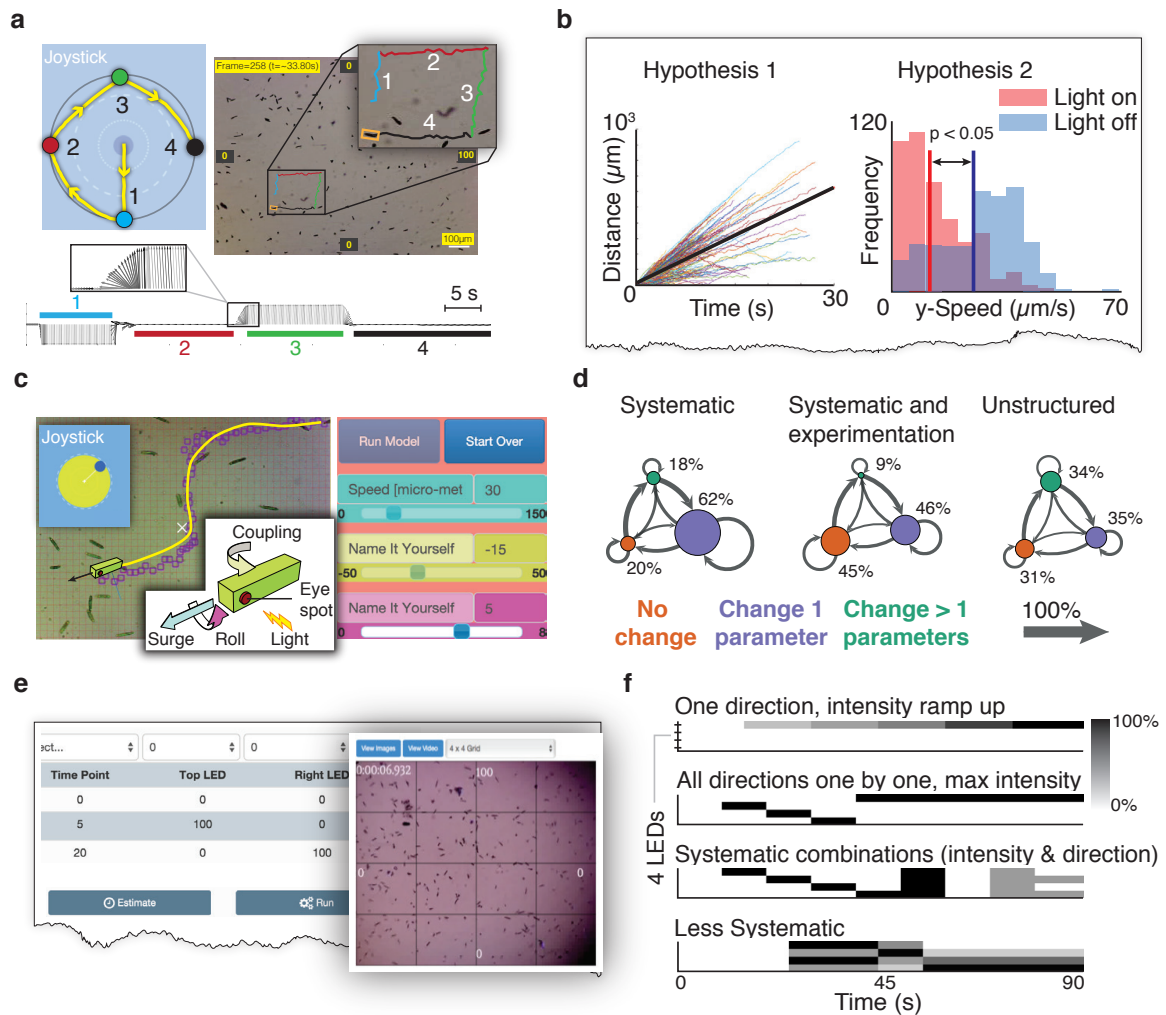 a
Joystick
3
2
4
1
Frame=258 (t=-33.80s)
0
0
100
0
100µm
1
2
3
4
5 s
1
2
3
4
b
Hypothesis 1
10³
Distance (µm)
0
Time (s)
30
Hypothesis 2
Light on
Light off
120
p < 0.05
Frequency
0
y-Speed (µm/s)
70
c
Joystick
Coupling
Eye
spot
Surge
Roll
Light
Run Model
Start Over
Speed [micro-met
30
0
1500
Name It Yourself
-15
-50
500
Name It Yourself
5
0
8
d
Systematic
18%
62%
20%
Systematic and
experimentation
9%
46%
45%
Unstructured
34%
35%
31%
No
change
Change 1
parameter
Change > 1
parameters
100%
e
ect...
0
0
Time Point
Top LED
Right LED
0
0
0
5
100
0
20
0
100
Estimate
Run
View Images
View Video
4 x 4 Grid
0:00:06.932
100
0
0
0
f
One direction, intensity ramp up
100%
0%
All directions one by one, max intensity
4 LEDs
Systematic combinations (intensity & direction)
Less Systematic
0
45
90
Time (s)